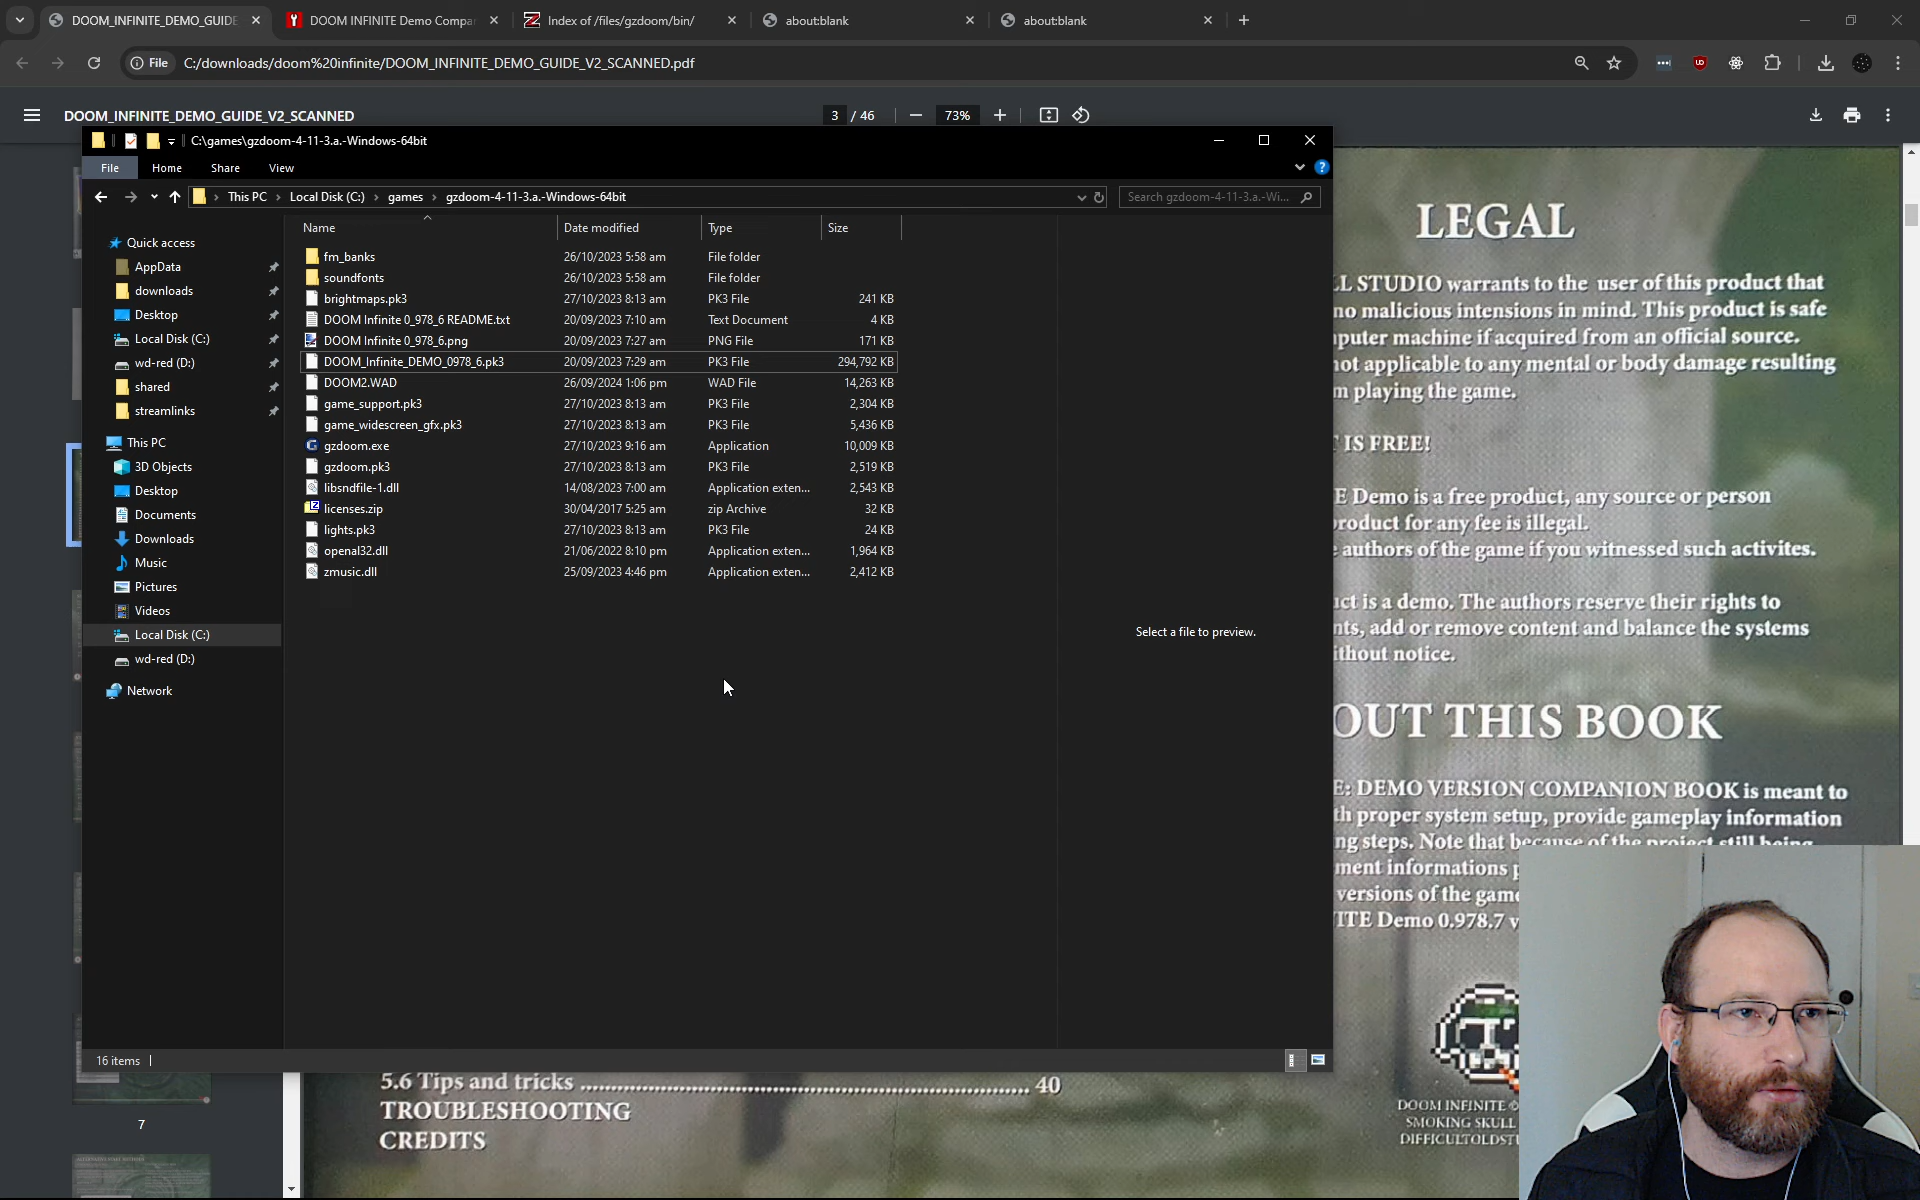 DOOM_INFINITE_DEMO_GUIDE
DOOM INFINITE Demo Compa
Index of /files/gzdoom/bin/
about:blank
about:blank
File
C:/downloads/doom%20infinite/DOOM_INFINITE_DEMO_GUIDE_V2_SCANNED.pdf
DOOM_INFINITE_DEMO_GUIDE_V2_SCANNED
3 / 46
73%
C:\games\gzdoom-4-11-3.a.-Windows-64bit
File
Home
Share
View
This PC
Local Disk (C:)
games
gzdoom-4-11-3.a.-Windows-64bit
Search gzdoom-4-11-3.a.-Wi...
Name
Date modified
Type
Size
Quick access
AppData
downloads
Desktop
Local Disk (C:)
wd-red (D:)
shared
streamlinks
This PC
3D Objects
Desktop
Documents
Downloads
Music
Pictures
Videos
Local Disk (C:)
wd-red (D:)
Network
fm_banks 26/10/2023 5:58 am File folder
soundfonts 26/10/2023 5:58 am File folder
brightmaps.pk3 27/10/2023 8:13 am PK3 File 241 KB
DOOM Infinite 0_978_6 README.txt 20/09/2023 7:10 am Text Document 4 KB
DOOM Infinite 0_978_6.png 20/09/2023 7:27 am PNG File 171 KB
DOOM_Infinite_DEMO_0978_6.pk3 20/09/2023 7:29 am PK3 File 294,792 KB
DOOM2.WAD 26/09/2024 1:06 pm WAD File 14,263 KB
game_support.pk3 27/10/2023 8:13 am PK3 File 2,304 KB
game_widescreen_gfx.pk3 27/10/2023 8:13 am PK3 File 5,436 KB
gzdoom.exe 27/10/2023 9:16 am Application 10,009 KB
gzdoom.pk3 27/10/2023 8:13 am PK3 File 2,519 KB
libsndfile-1.dll 14/08/2023 7:00 am Application exten... 2,543 KB
licenses.zip 30/04/2017 5:25 am zip Archive 32 KB
lights.pk3 27/10/2023 8:13 am PK3 File 24 KB
openal32.dll 21/06/2022 8:10 pm Application exten... 1,964 KB
zmusic.dll 25/09/2023 4:46 pm Application exten... 2,412 KB
Select a file to preview.
16 items
LEGAL
LL STUDIO warrants to the user of this product that
no malicious intensions in mind. This product is safe
puter machine if acquired from an official source.
not applicable to any mental or body damage resulting
m playing the game.
IS FREE!
E Demo is a free product, any source or person
product for any fee is illegal.
authors of the game if you witnessed such activites.
ct is a demo. The authors reserve their rights to
nts, add or remove content and balance the systems
ithout notice.
OUT THIS BOOK
E: DEMO VERSION COMPANION BOOK is meant to
th proper system setup, provide gameplay information
ng steps. Note that because of the project still being
ment informations p
versions of the game
ITE Demo 0.978.7 v
DOOM INFINITE ©
SMOKING SKULL
DIFFICULTOLDSTU
5.6 Tips and tricks ........................................ 40
TROUBLESHOOTING
CREDITS
7